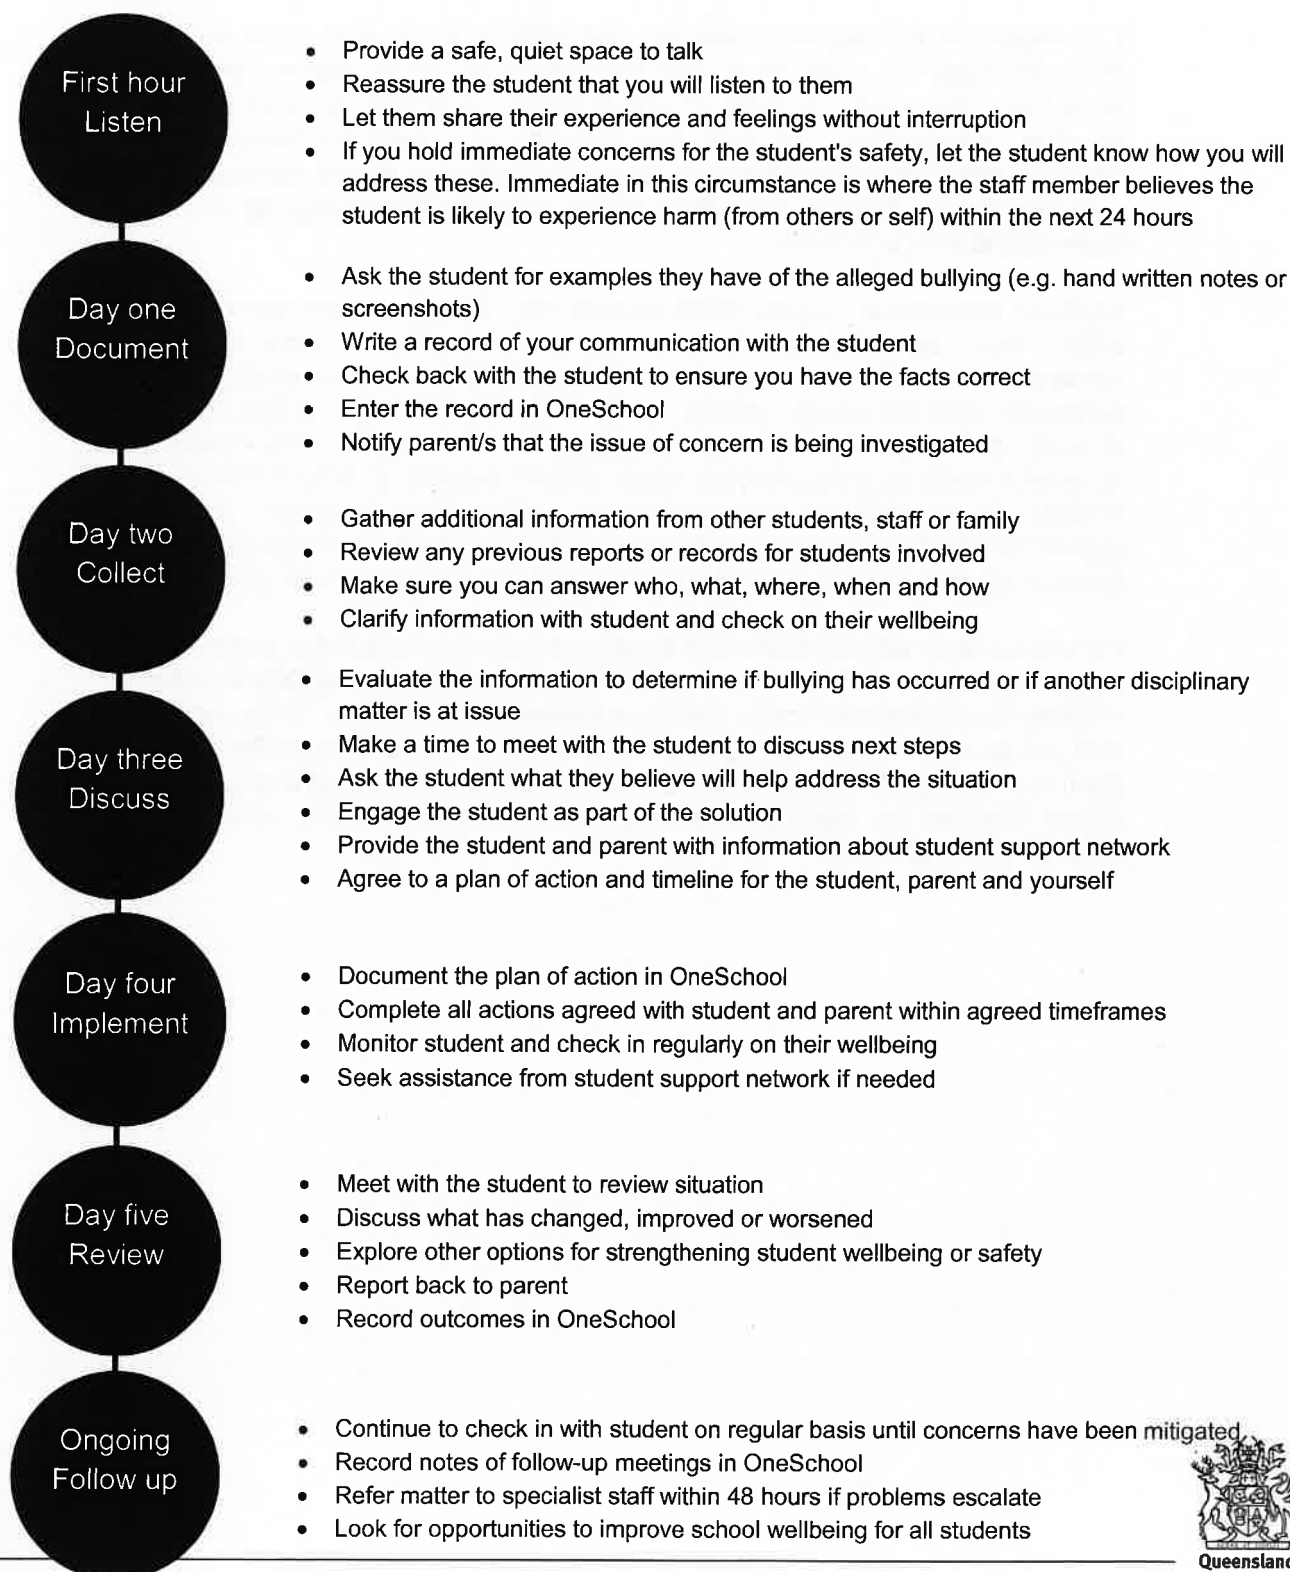 First hour
Listen
• Provide a safe, quiet space to talk
• Reassure the student that you will listen to them
• Let them share their experience and feelings without interruption
• If you hold immediate concerns for the student's safety, let the student know how you will
address these. Immediate in this circumstance is where the staff member believes the
student is likely to experience harm (from others or self) within the next 24 hours
Day one
Document
• Ask the student for examples they have of the alleged bullying (e.g. hand written notes or
screenshots)
• Write a record of your communication with the student
• Check back with the student to ensure you have the facts correct
• Enter the record in OneSchool
• Notify parent/s that the issue of concern is being investigated
Day two
Collect
• Gather additional information from other students, staff or family
• Review any previous reports or records for students involved
• Make sure you can answer who, what, where, when and how
• Clarify information with student and check on their wellbeing
Day three
Discuss
• Evaluate the information to determine if bullying has occurred or if another disciplinary
matter is at issue
• Make a time to meet with the student to discuss next steps
• Ask the student what they believe will help address the situation
• Engage the student as part of the solution
• Provide the student and parent with information about student support network
• Agree to a plan of action and timeline for the student, parent and yourself
Day four
Implement
• Document the plan of action in OneSchool
• Complete all actions agreed with student and parent within agreed timeframes
• Monitor student and check in regularly on their wellbeing
• Seek assistance from student support network if needed
Day five
Review
• Meet with the student to review situation
• Discuss what has changed, improved or worsened
• Explore other options for strengthening student wellbeing or safety
• Report back to parent
• Record outcomes in OneSchool
Ongoing
Follow up
• Continue to check in with student on regular basis until concerns have been mitigated
• Record notes of follow-up meetings in OneSchool
• Refer matter to specialist staff within 48 hours if problems escalate
• Look for opportunities to improve school wellbeing for all students
Queensland